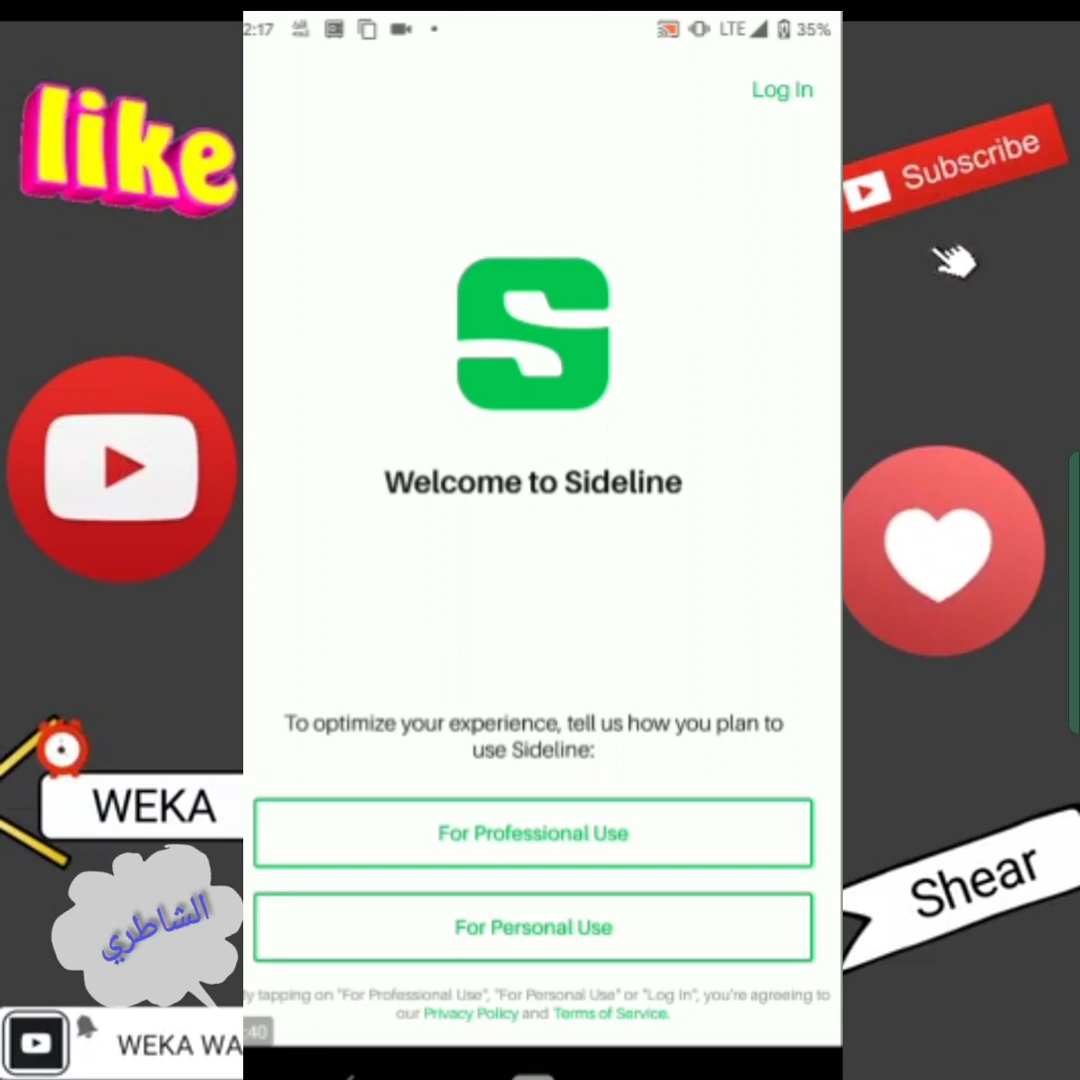 2:17
LTE
35%
Log In
like
Subscribe
Welcome to Sideline
To optimize your experience, tell us how you plan to
use Sideline:
For Professional Use
For Personal Use
tapping on "For Professional Use", "For Personal Use" or "Log In", you're agreeing to
our Privacy Policy and Terms of Service.
:40
WEKA
الشاطري
WEKA WA
Shear